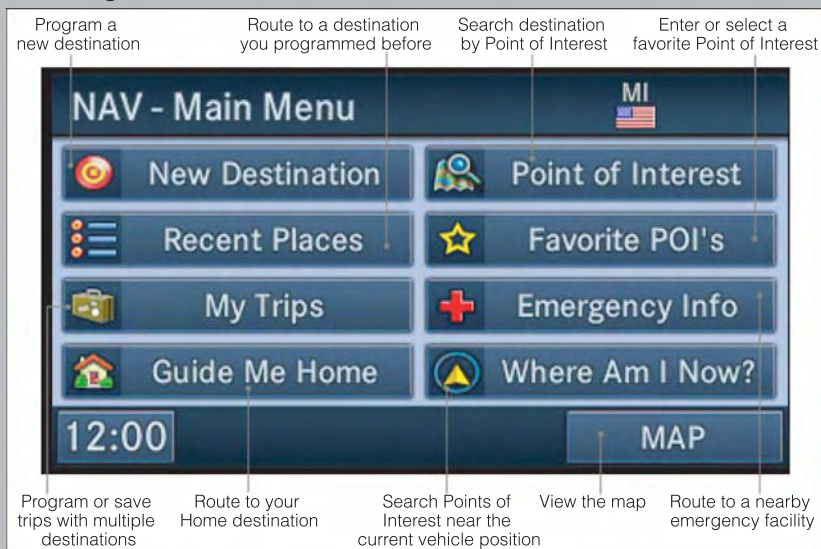 Program a
new destination
Route to a destination
you programmed before
Search destination
by Point of Interest
Enter or select a
favorite Point of Interest
NAV - Main Menu
MI
New Destination
Point of Interest
Recent Places
Favorite POI's
My Trips
Emergency Info
Guide Me Home
Where Am I Now?
12:00
MAP
Program or save
trips with multiple
destinations
Route to your
Home destination
Search Points of
Interest near the
current vehicle position
View the map
Route to a nearby
emergency facility